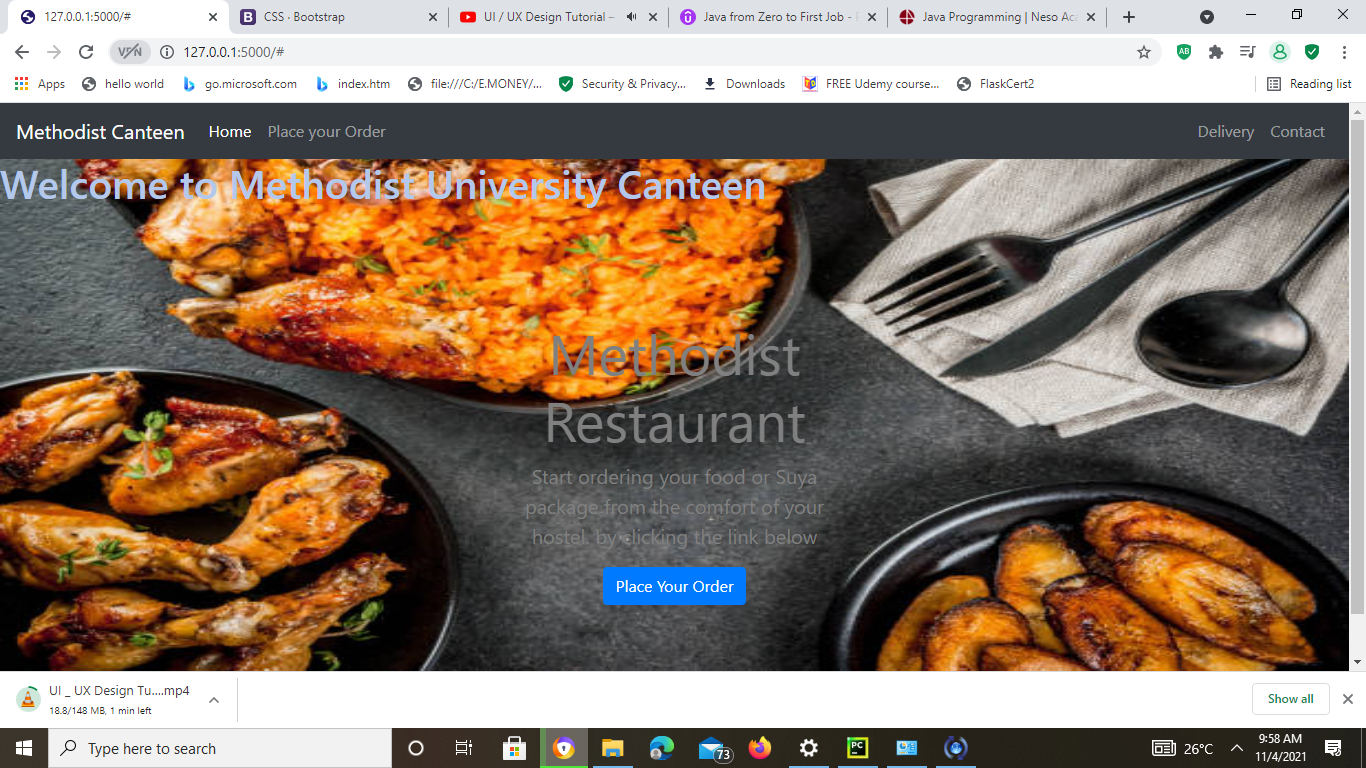 127.0.0.1:5000/#
CSS · Bootstrap
UI / UX Design Tutorial –
Java from Zero to First Job -
Java Programming | Neso Aca
VPN
127.0.0.1:5000/#
AB
Apps
hello world
go.microsoft.com
index.htm
file:///C:/E.MONEY/...
Security & Privacy...
Downloads
FREE Udemy course...
FlaskCert2
Reading list
Methodist Canteen
Home
Place your Order
Delivery
Contact
Welcome to Methodist University Canteen
Methodist
Restaurant
Start ordering your food or Suya
package from the comfort of your
hostel. by clicking the link below
Place Your Order
UI _ UX Design Tu....mp4
18.8/148 MB, 1 min left
Show all
Type here to search
73
PC
26°C
9:58 AM
11/4/2021